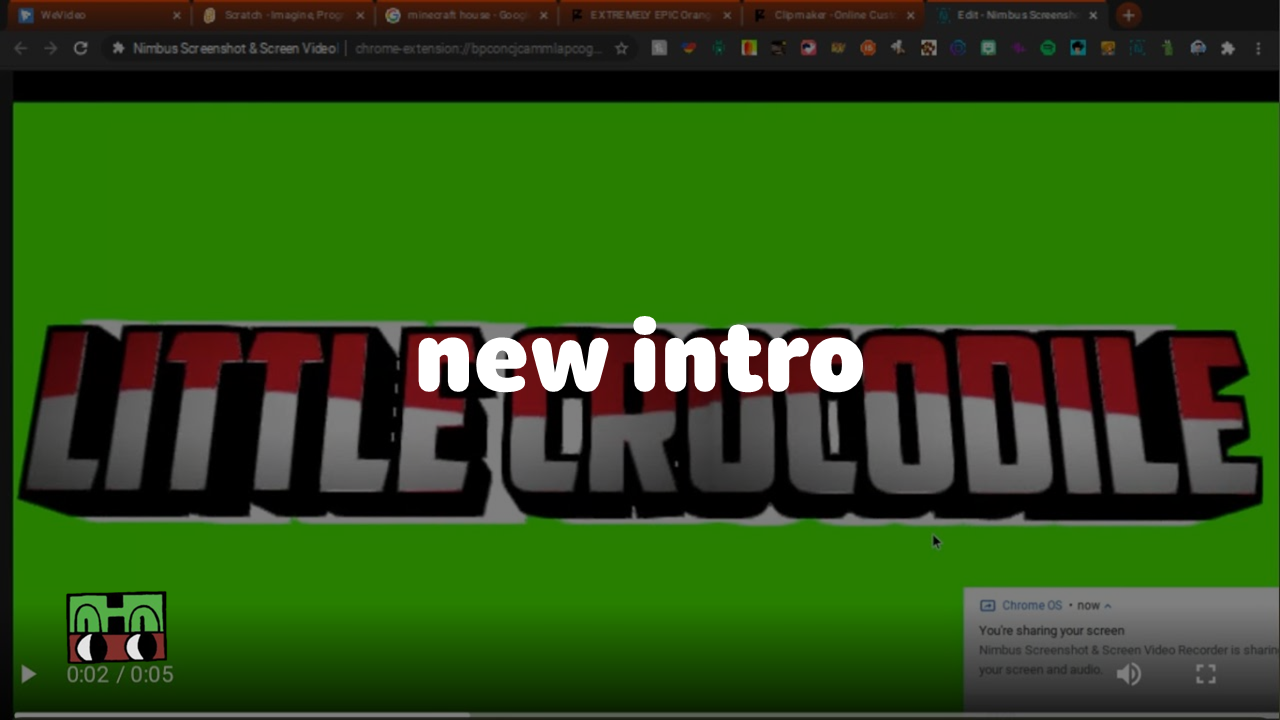 WeVideo
Scratch - Imagine, Prog
minecraft house - Goog
EXTREMELY EPIC Orang
Clipmaker - Online Cust
Edit - Nimbus Screensh
Nimbus Screenshot & Screen Video | chrome-extension://bpconcjcammlapcog...
LITTLE CROCODILE
new intro
Chrome OS • now
You're sharing your screen
Nimbus Screenshot & Screen Video Recorder is sharin
your screen and audio.
0:02 / 0:05